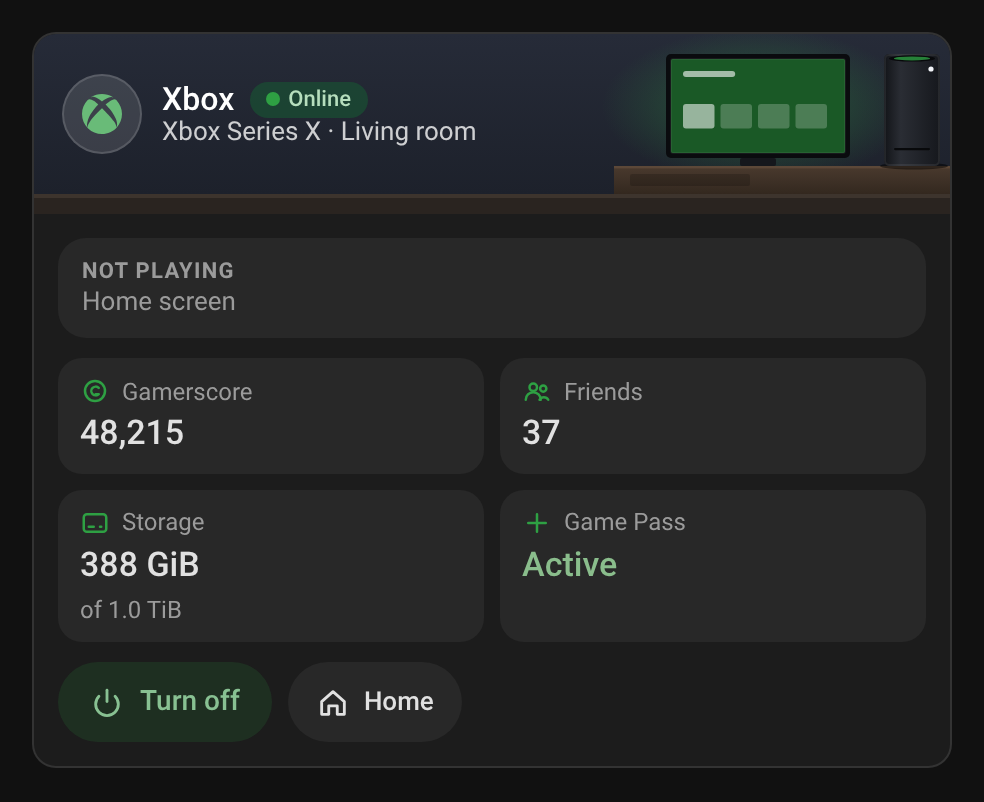 Xbox Online
Xbox Series X · Living room
NOT PLAYING
Home screen
Gamerscore
48,215
Friends
37
Storage
388 GiB
of 1.0 TiB
Game Pass
Active
Turn off
Home